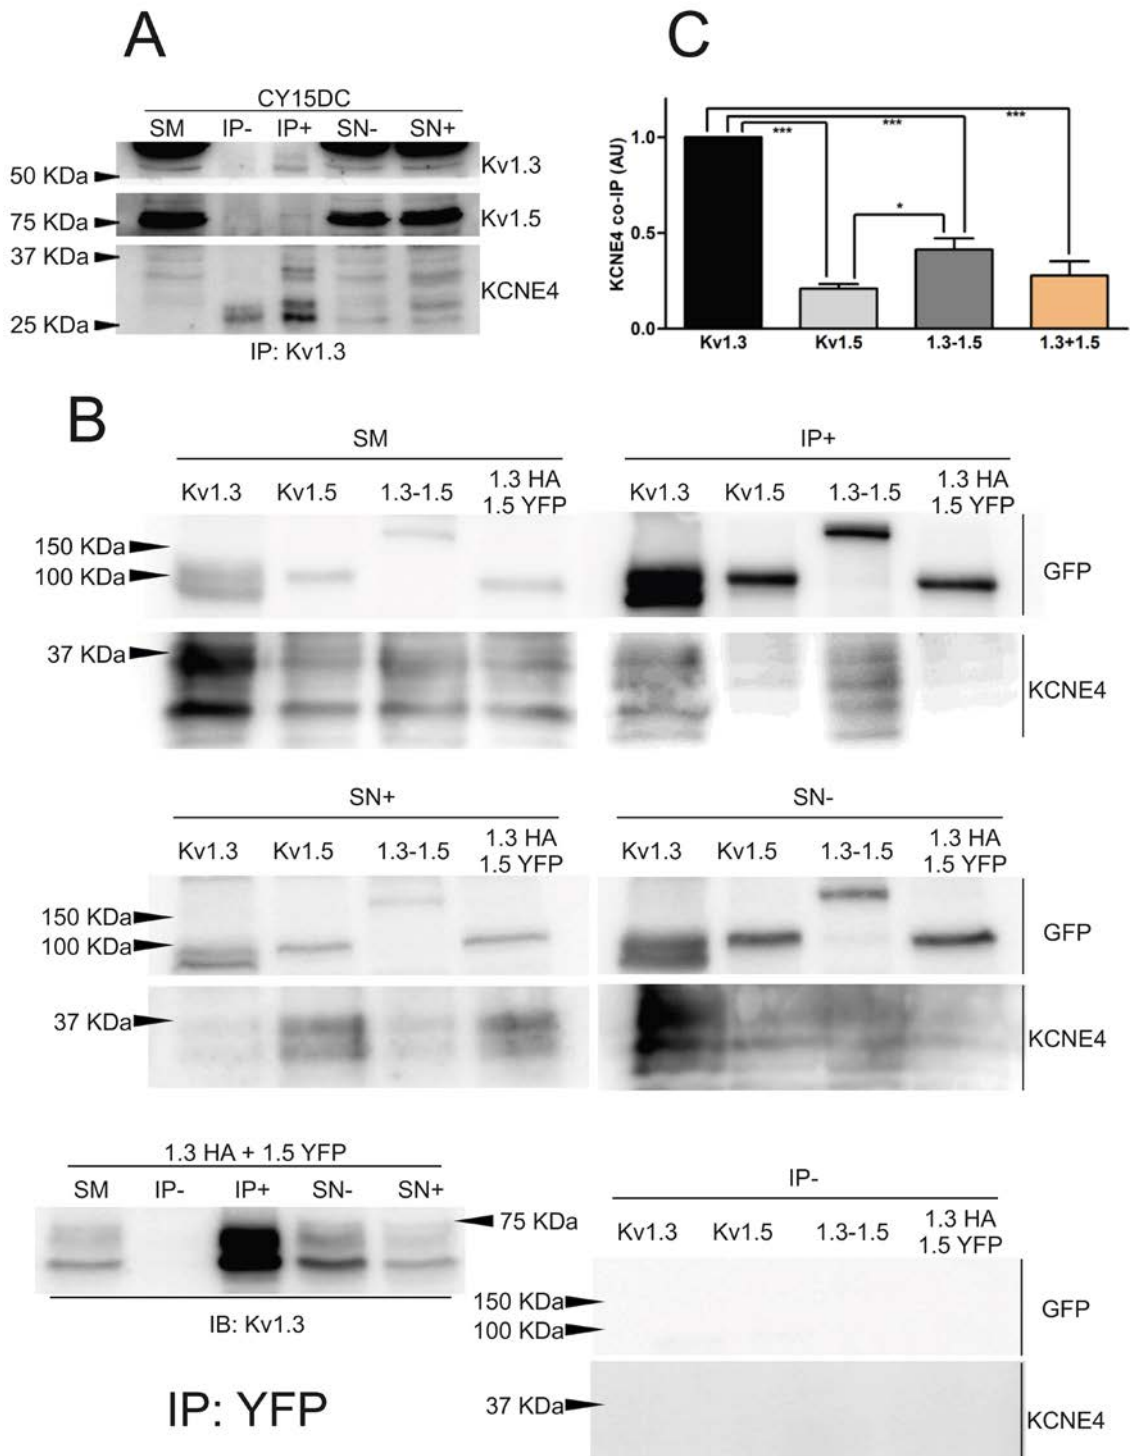 A
CY15DC
SM IP- IP+ SN- SN+
50 KDa Kv1.3
75 KDa Kv1.5
37 KDa
KCNE4
25 KDa
IP: Kv1.3
C
KCNE4 co-IP (AU)
1.0
0.5
0.0
*** *** ***
*
Kv1.3 Kv1.5 1.3-1.5 1.3+1.5
B
SM
Kv1.3 Kv1.5 1.3-1.5 1.3 HA
1.5 YFP
150 KDa
100 KDa
37 KDa
IP+
Kv1.3 Kv1.5 1.3-1.5 1.3 HA
1.5 YFP
GFP
KCNE4
SN+
Kv1.3 Kv1.5 1.3-1.5 1.3 HA
1.5 YFP
150 KDa
100 KDa
37 KDa
SN-
Kv1.3 Kv1.5 1.3-1.5 1.3 HA
1.5 YFP
GFP
KCNE4
1.3 HA + 1.5 YFP
SM IP- IP+ SN- SN+
75 KDa
IB: Kv1.3
IP: YFP
IP-
Kv1.3 Kv1.5 1.3-1.5 1.3 HA
1.5 YFP
150 KDa
100 KDa
GFP
37 KDa
KCNE4